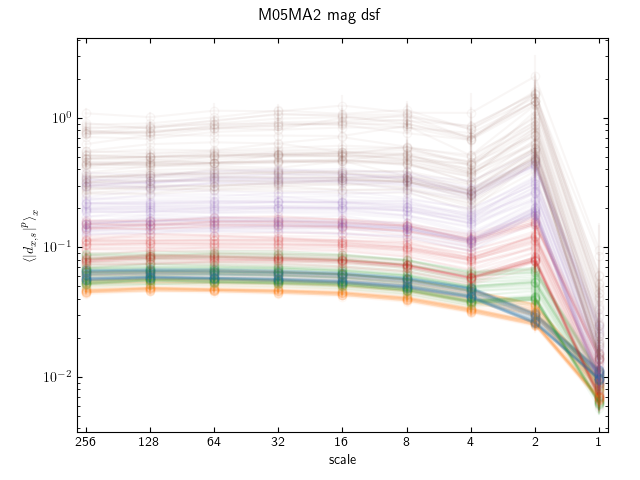 M05MA2 mag dsf
⟨|d_{x,s}|^p⟩_x
10^0
10^{-1}
10^{-2}
256 128 64 32 16 8 4 2 1
scale